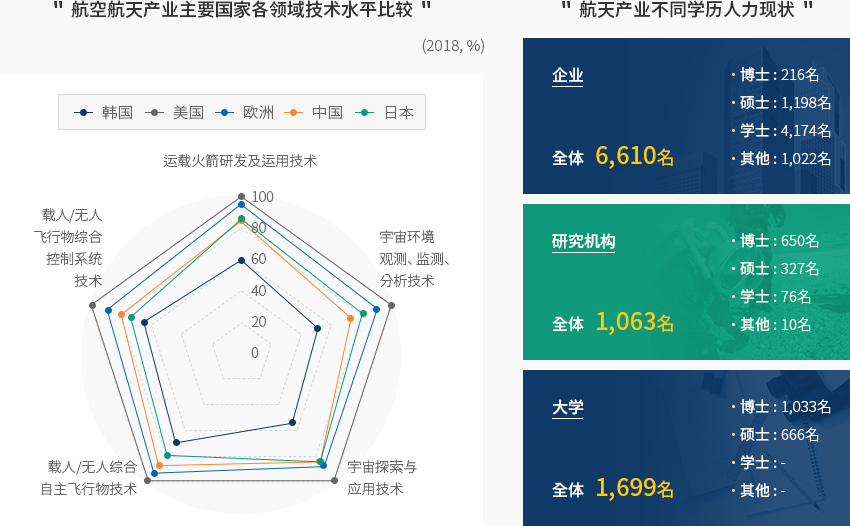 " 航空航天产业主要国家各领域技术水平比较 "
(2018, %)
韩国 美国 欧洲 中国 日本
运载火箭研发及运用技术
100
80
60
40
20
0
宇宙环境
观测、监测、
分析技术
宇宙探索与
应用技术
载人/无人综合
自主飞行物技术
载人/无人
飞行物综合
控制系统
技术
" 航天产业不同学历人力现状 "
企业
全体 6,610名
· 博士 : 216名
· 硕士 : 1,198名
· 学士 : 4,174名
· 其他 : 1,022名
研究机构
全体 1,063名
· 博士 : 650名
· 硕士 : 327名
· 学士 : 76名
· 其他 : 10名
大学
全体 1,699名
· 博士 : 1,033名
· 硕士 : 666名
· 学士 : -
· 其他 : -